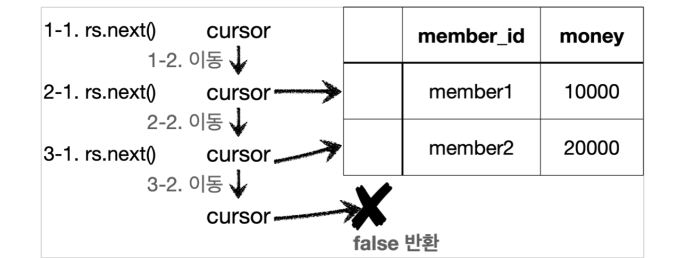 1-1. rs.next() cursor
member_id money
1-2. 이동
2-1. rs.next() cursor
member1 10000
2-2. 이동
3-1. rs.next() cursor
member2 20000
3-2. 이동
cursor
false 반환